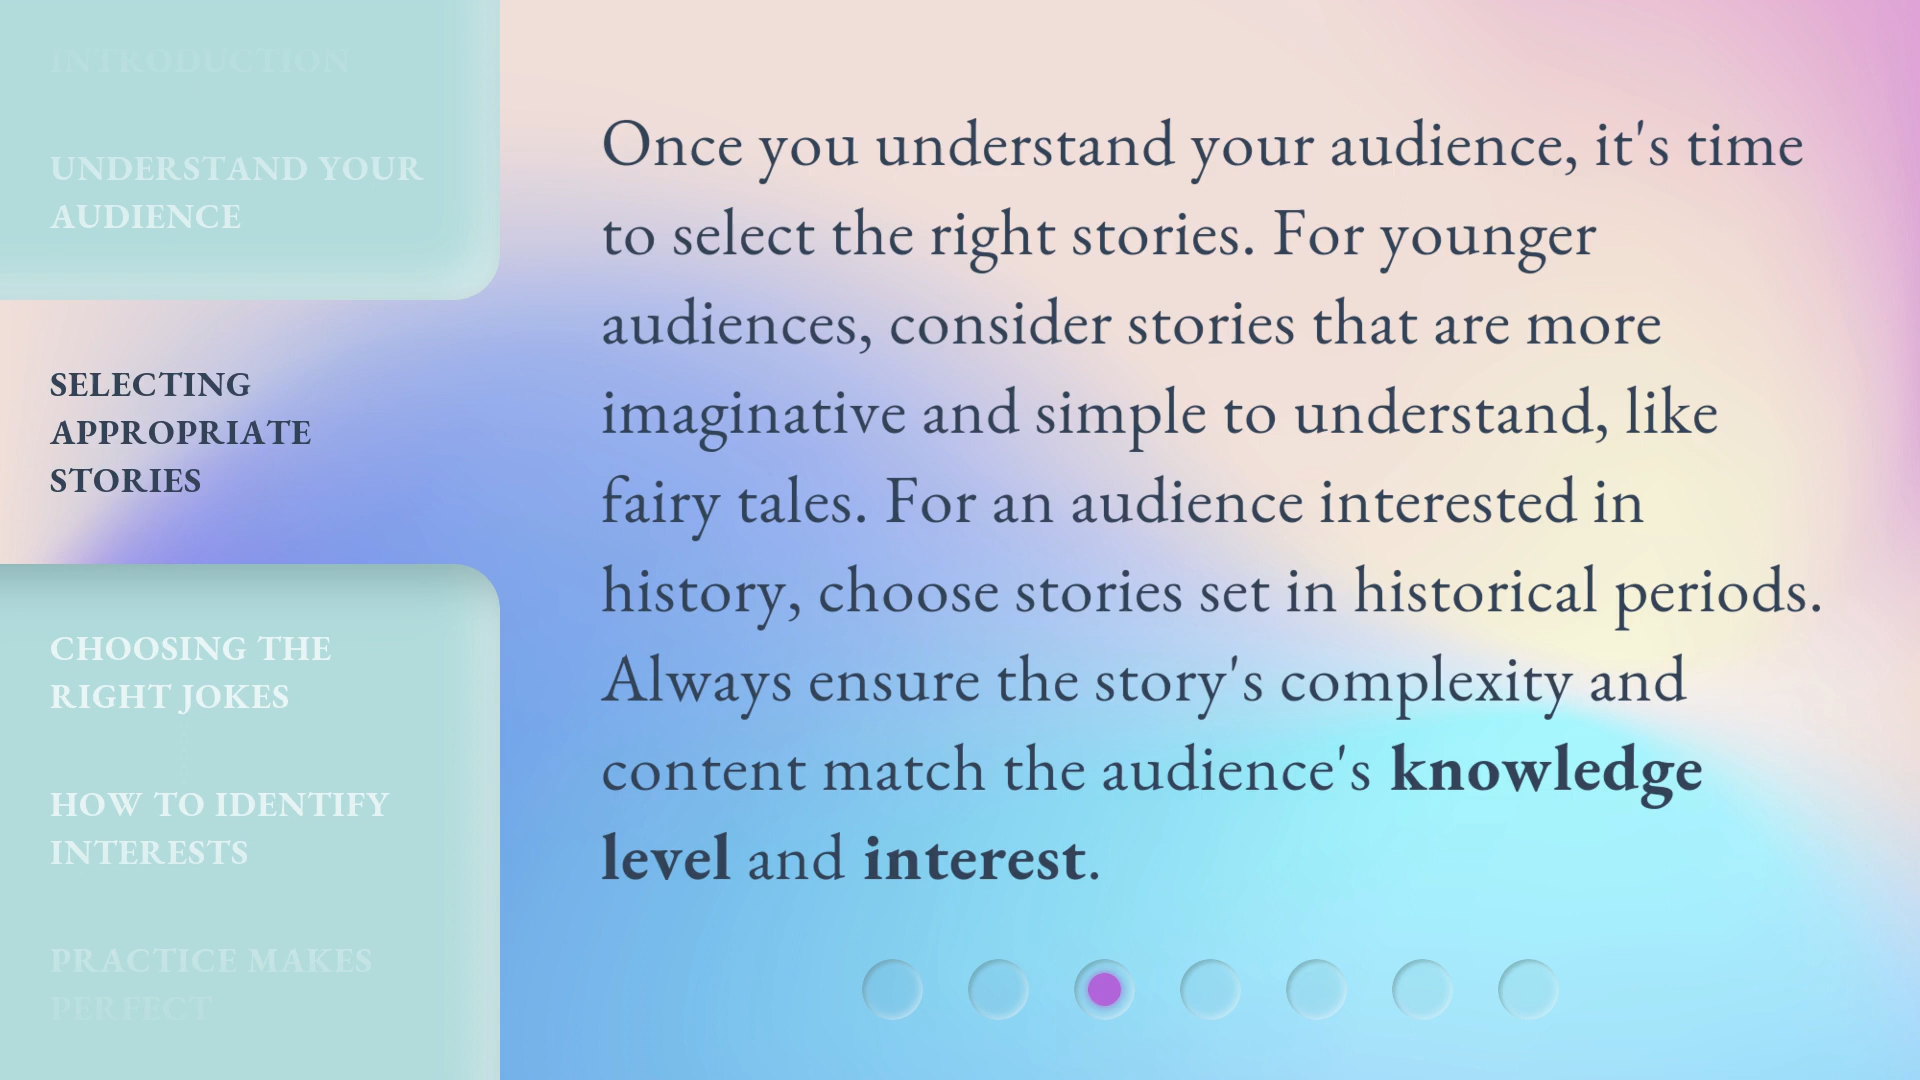 INTRODUCTION
UNDERSTAND YOUR
AUDIENCE
SELECTING
APPROPRIATE
STORIES
CHOOSING THE
RIGHT JOKES
HOW TO IDENTIFY
INTERESTS
PRACTICE MAKES
PERFECT
Once you understand your audience, it's time
to select the right stories. For younger
audiences, consider stories that are more
imaginative and simple to understand, like
fairy tales. For an audience interested in
history, choose stories set in historical periods.
Always ensure the story's complexity and
content match the audience's knowledge
level and interest.